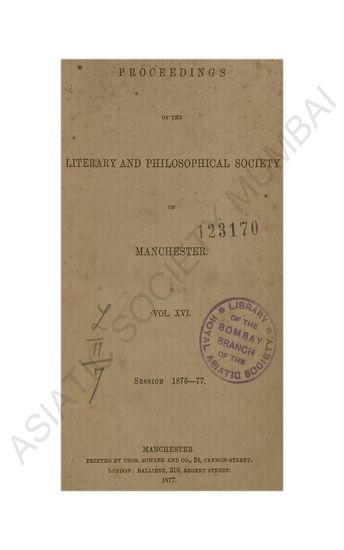 PROCEEDINGS
OF THE
LITERARY AND PHILOSOPHICAL SOCIETY
OF
123170
MANCHESTER.
VOL. XVI.
LIBRARY
OF THE
BOMBAY
BRANCH
OF THE
ROYAL ASIATIC SOCIETY.
SESSION 1876—77.
MANCHESTER
PRINTED BY THOS. SOWLER AND CO., 24, CANNON-STREET.
LONDON: BALLIERE, 219, REGENT STREET.
1877.
ASIATIC SOCIETY MUMBAI